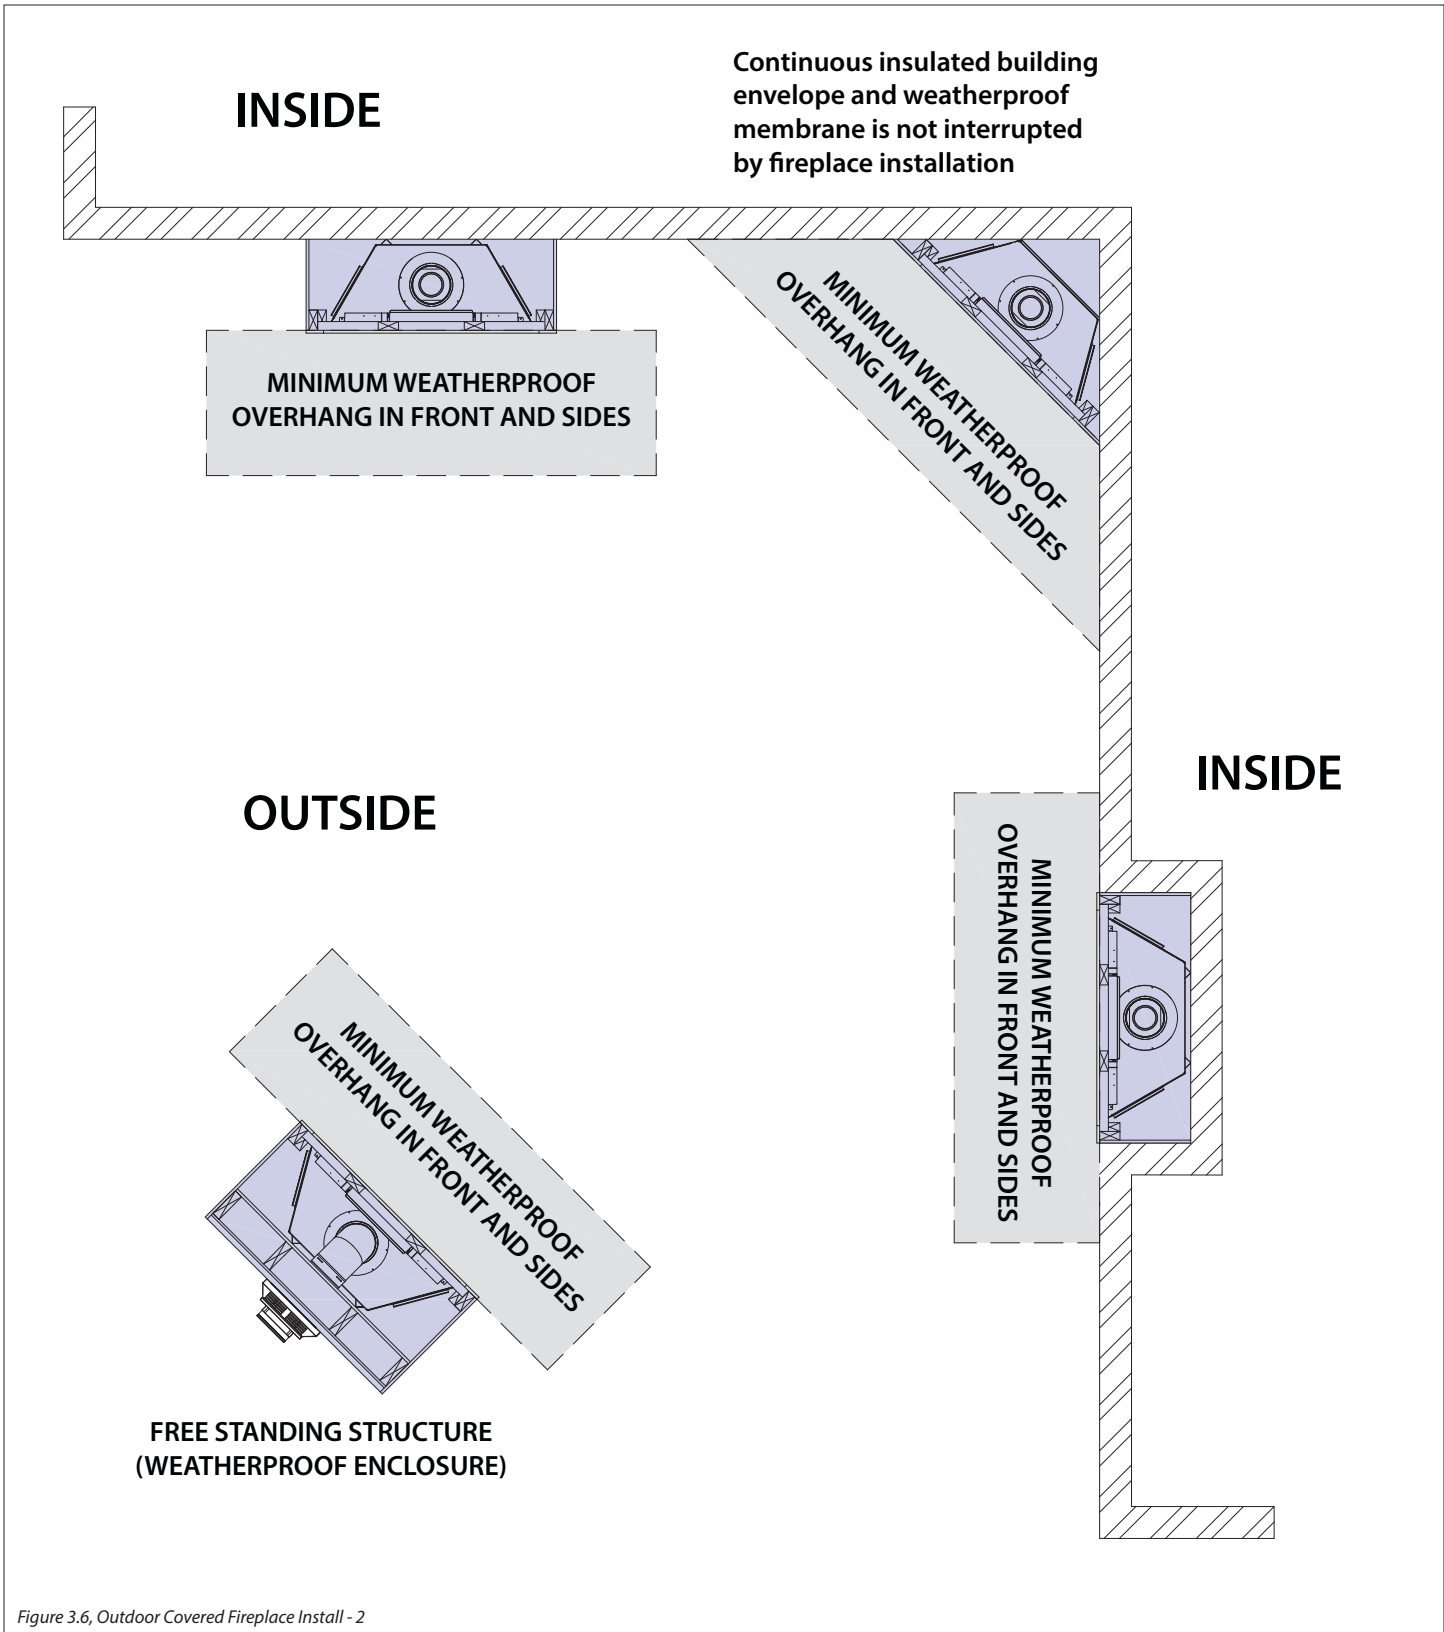 INSIDE
Continuous insulated building
envelope and weatherproof
membrane is not interrupted
by fireplace installation
MINIMUM WEATHERPROOF
OVERHANG IN FRONT AND SIDES
MINIMUM WEATHERPROOF
OVERHANG IN FRONT AND SIDES
INSIDE
OUTSIDE
MINIMUM WEATHERPROOF
OVERHANG IN FRONT AND SIDES
MINIMUM WEATHERPROOF
OVERHANG IN FRONT AND SIDES
FREE STANDING STRUCTURE
(WEATHERPROOF ENCLOSURE)
Figure 3.6, Outdoor Covered Fireplace Install - 2